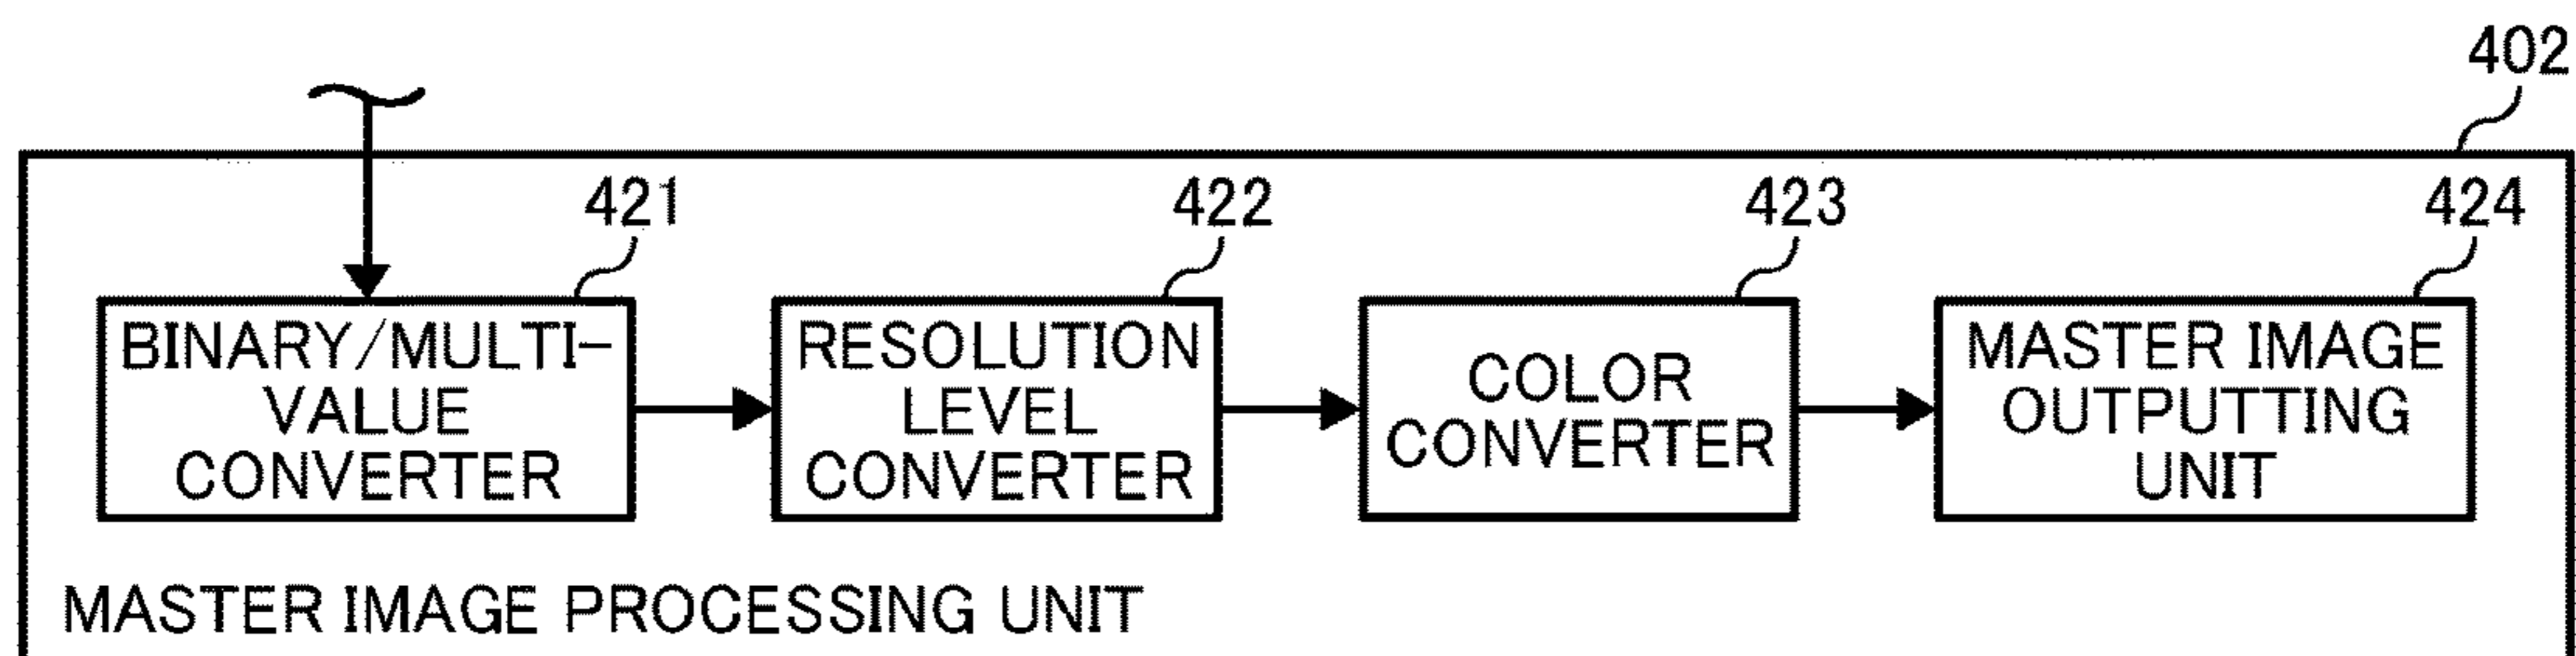 402
421
422
423
424
BINARY/MULTI-
VALUE
CONVERTER
RESOLUTION
LEVEL
CONVERTER
COLOR
CONVERTER
MASTER IMAGE
OUTPUTTING
UNIT
MASTER IMAGE PROCESSING UNIT